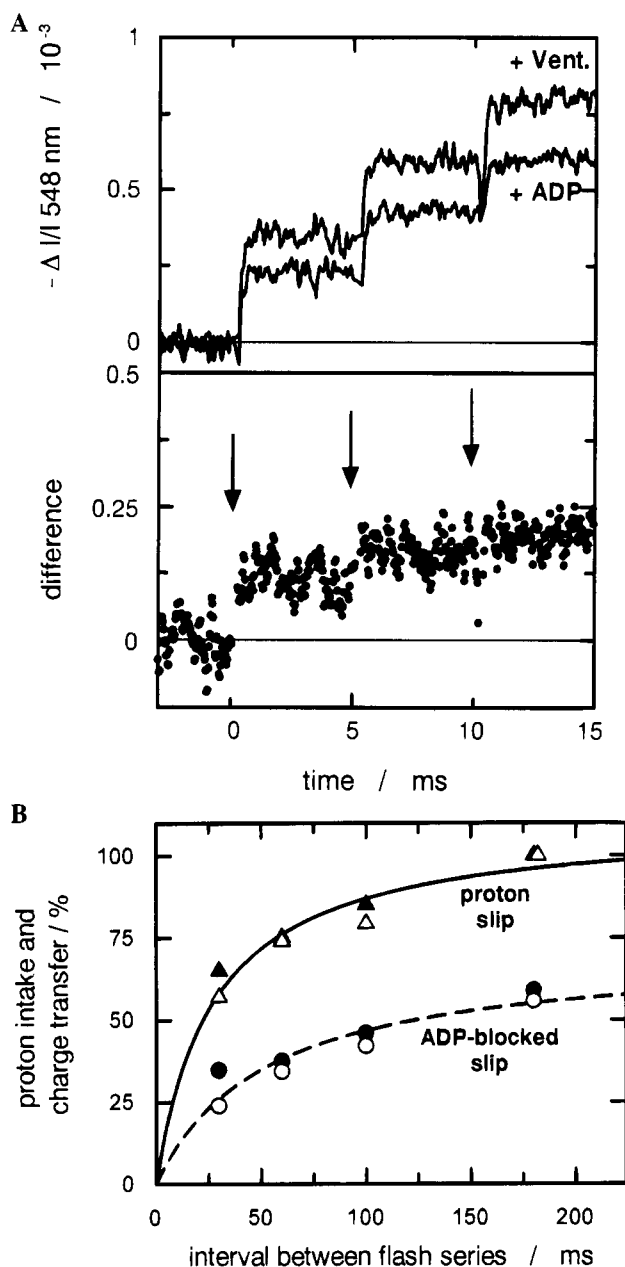 A
1
+ Vent.
0.5
+ ADP
0
- Δ I/I 548 nm / 10⁻³
0.5
0.25
0
difference
0 5 10 15
time / ms
B
100
75
50
25
0
proton intake and
charge transfer / %
proton
slip
ADP-blocked
slip
0 50 100 150 200
interval between flash series / ms